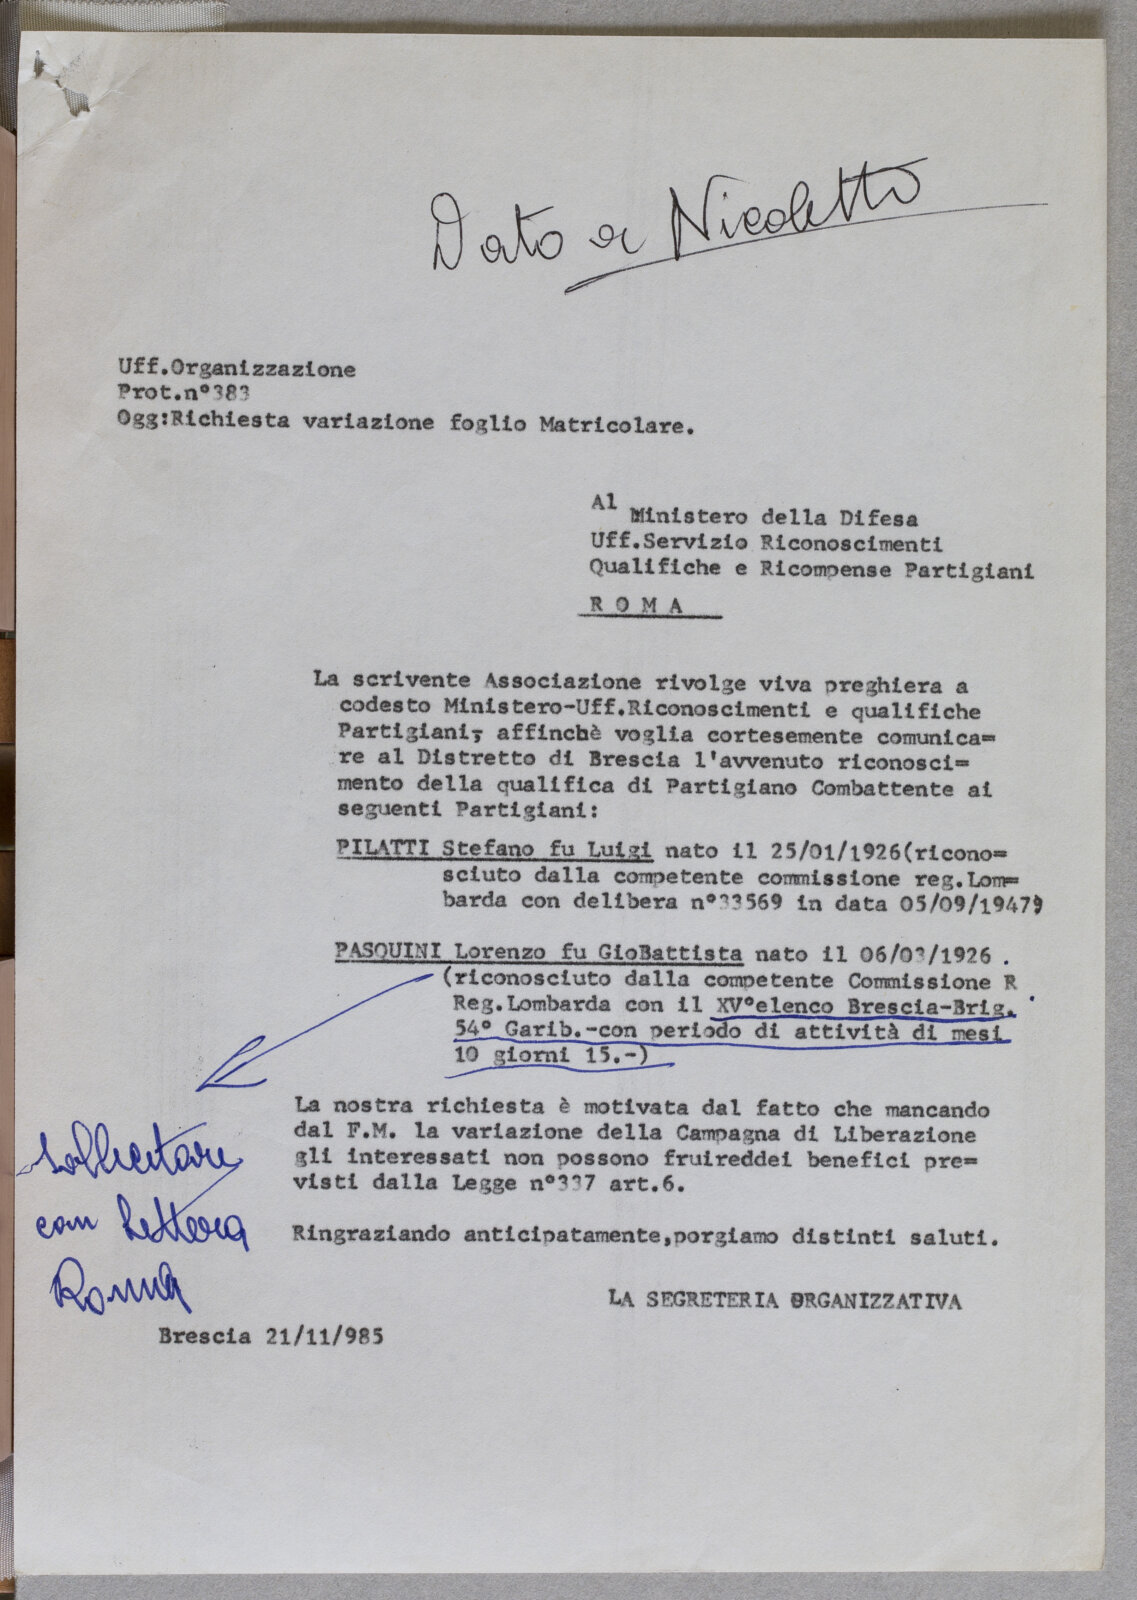 Dato a Nicoletto
Uff.Organizzazione
Prot.n°383
Ogg:Richiesta variazione foglio Matricolare.
Al
Ministero della Difesa
Uff.Servizio Riconoscimenti
Qualifiche e Ricompense Partigiani
R O M A
La scrivente Associazione rivolge viva preghiera a
codesto Ministero-Uff.Riconoscimenti e qualifiche
Partigiani, affinchè voglia cortesemente comunica=
re al Distretto di Brescia l'avvenuto riconosci=
mento della qualifica di Partigiano Combattente ai
seguenti Partigiani:
PILATTI Stefano fu Luigi nato il 25/01/1926(ricono=
sciuto dalla competente commissione reg.Lom=
barda con delibera n°33569 in data 05/09/1947)
PASQUINI Lorenzo fu GioBattista nato il 06/03/1926 .
(riconosciuto dalla competente Commissione R
Reg.Lombarda con il XV°elenco Brescia-Brig.
54° Garib.-con periodo di attività di mesi
10 giorni 15.-)
La nostra richiesta è motivata dal fatto che mancando
dal F.M. la variazione della Campagna di Liberazione
gli interessati non possono fruireddei benefici pre=
visti dalla Legge n°337 art.6.
Ringraziando anticipatamente,porgiamo distinti saluti.
LA SEGRETERIA ORGANIZZATIVA
sollecitare
con lettera
Roma
Brescia 21/11/985